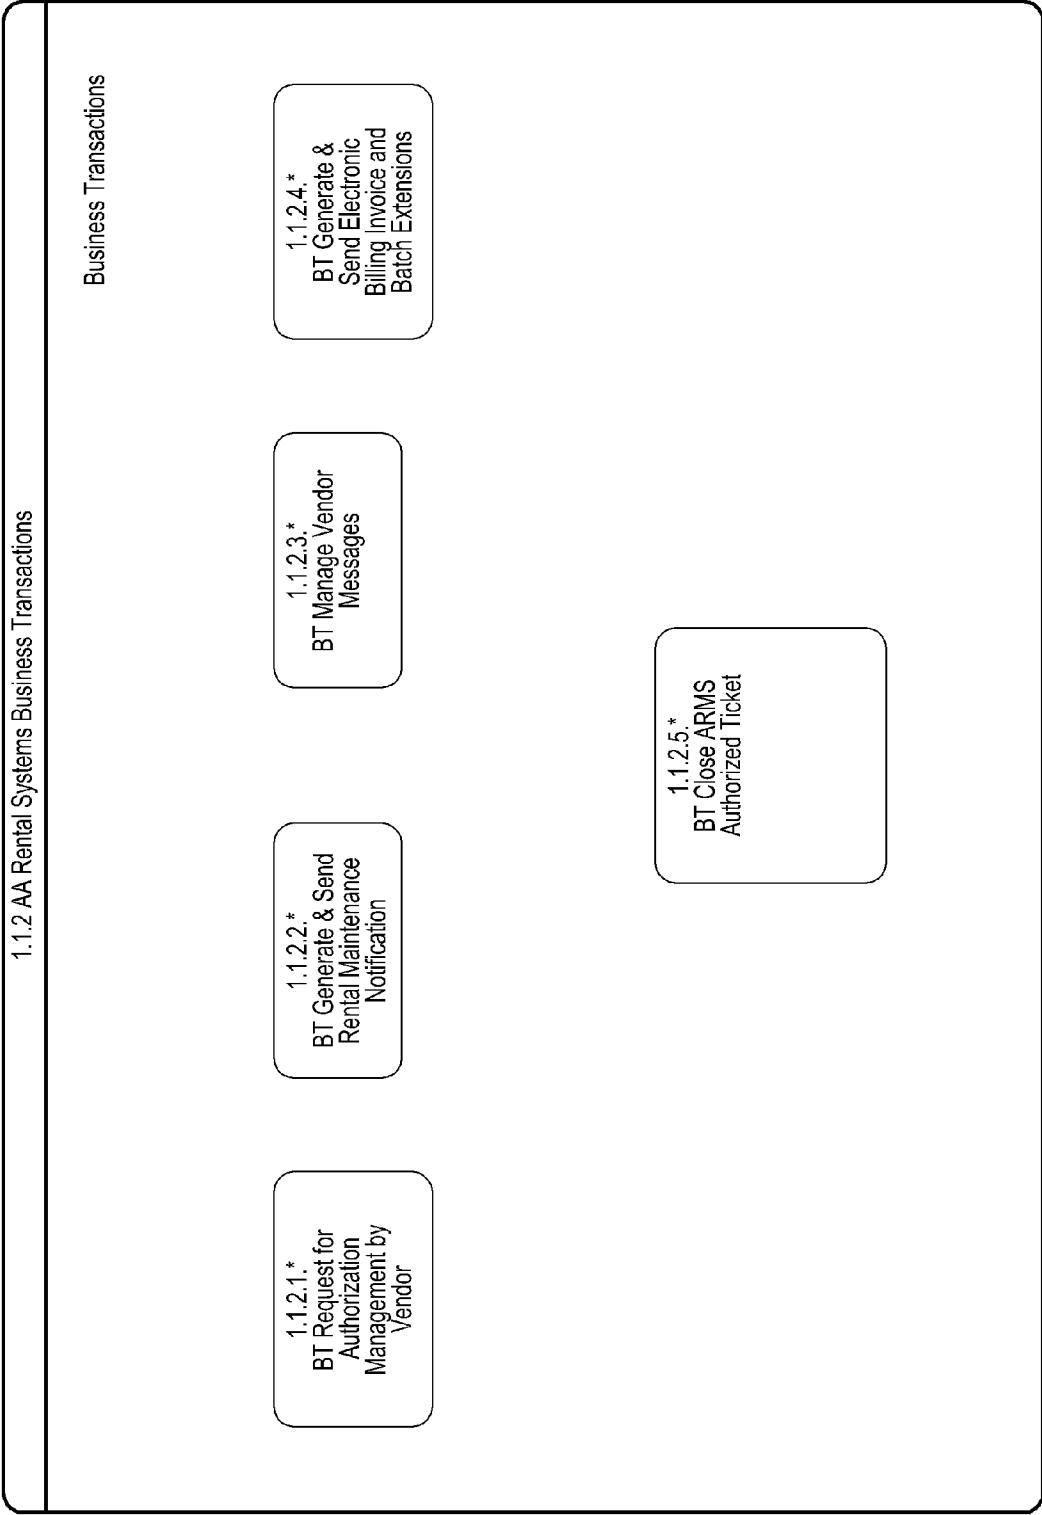 1.1.2 AA Rental Systems Business Transactions
Business Transactions
1.1.2.1.*
BT Request for
Authorization
Management by
Vendor
1.1.2.2.*
BT Generate & Send
Rental Maintenance
Notification
1.1.2.3.*
BT Manage Vendor
Messages
1.1.2.4.*
BT Generate &
Send Electronic
Billing Invoice and
Batch Extensions
1.1.2.5.*
BT Close ARMS
Authorized Ticket